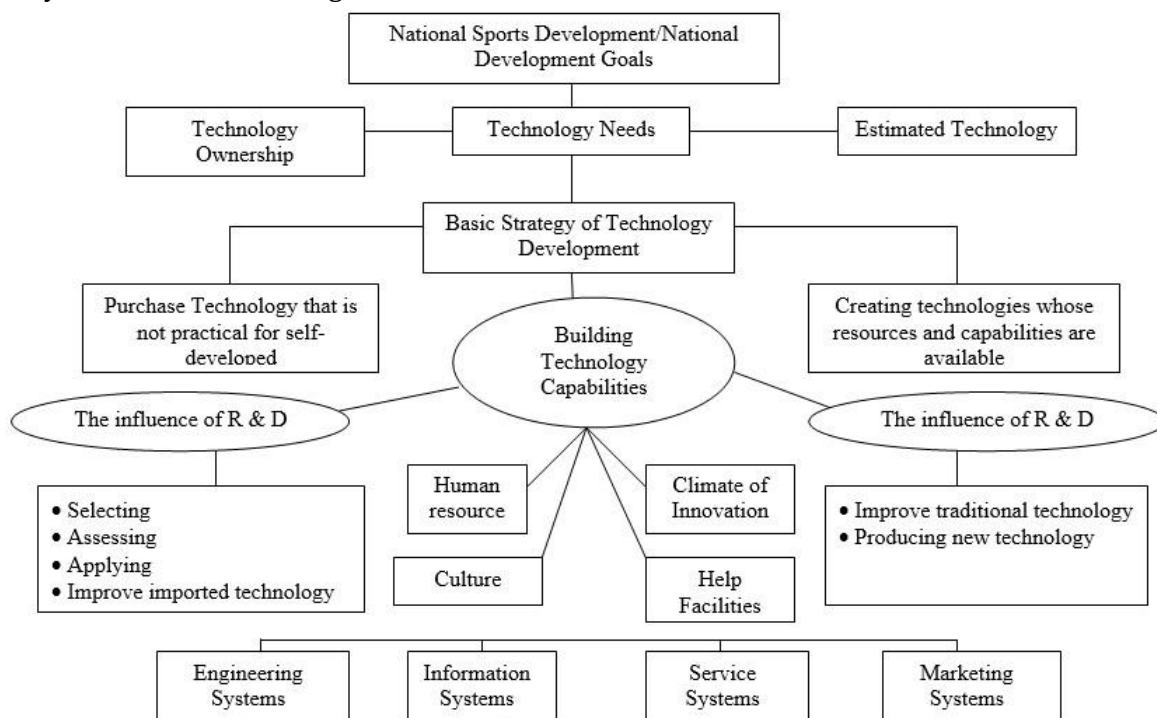 National Sports Development/National
Development Goals
Technology
Ownership
Technology Needs
Estimated Technology
Basic Strategy of Technology
Development
Purchase Technology that is
not practical for self-
developed
Building
Technology
Capabilities
Creating technologies whose
resources and capabilities are
available
The influence of R & D
The influence of R & D
• Selecting
• Assessing
• Applying
• Improve imported technology
Human
resource
Climate of
Innovation
• Improve traditional technology
• Producing new technology
Culture
Help
Facilities
Engineering
Systems
Information
Systems
Service
Systems
Marketing
Systems